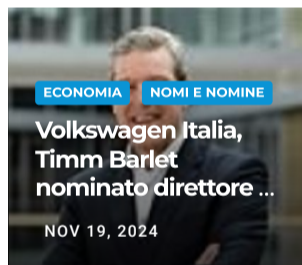 ECONOMIA NOMI E NOMINE
Volkswagen Italia,
Timm Barlet
nominato direttore ...
NOV 19, 2024